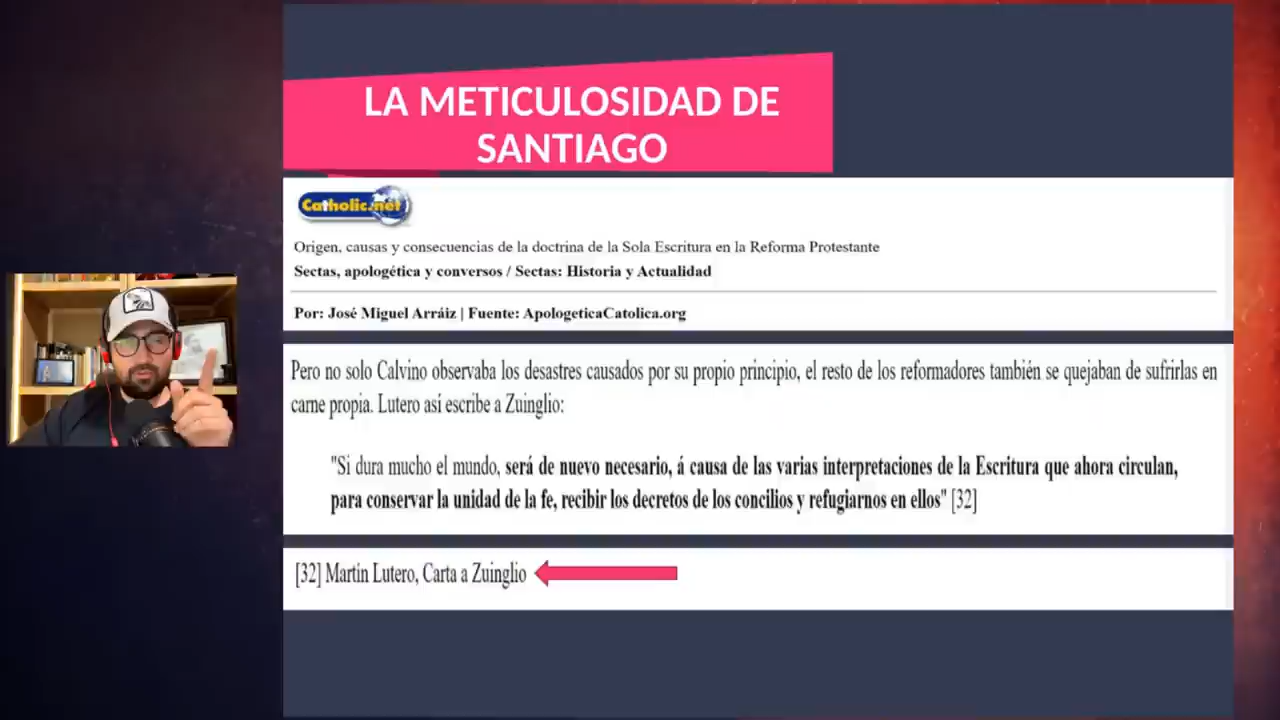 LA METICULOSIDAD DE
SANTIAGO
Catholic.net
Origen, causas y consecuencias de la doctrina de la Sola Escritura en la Reforma Protestante
Sectas, apologética y conversos / Sectas: Historia y Actualidad
Por: José Miguel Arráiz | Fuente: ApologeticaCatolica.org
Pero no solo Calvino observaba los desastres causados por su propio principio, el resto de los reformadores también se quejaban de sufrirlas en
carne propia. Lutero así escribe a Zuinglio:
"Si dura mucho el mundo, será de nuevo necesario, á causa de las varias interpretaciones de la Escritura que ahora circulan,
para conservar la unidad de la fe, recibir los decretos de los concilios y refugiarnos en ellos" [32]
[32] Martin Lutero, Carta a Zuinglio